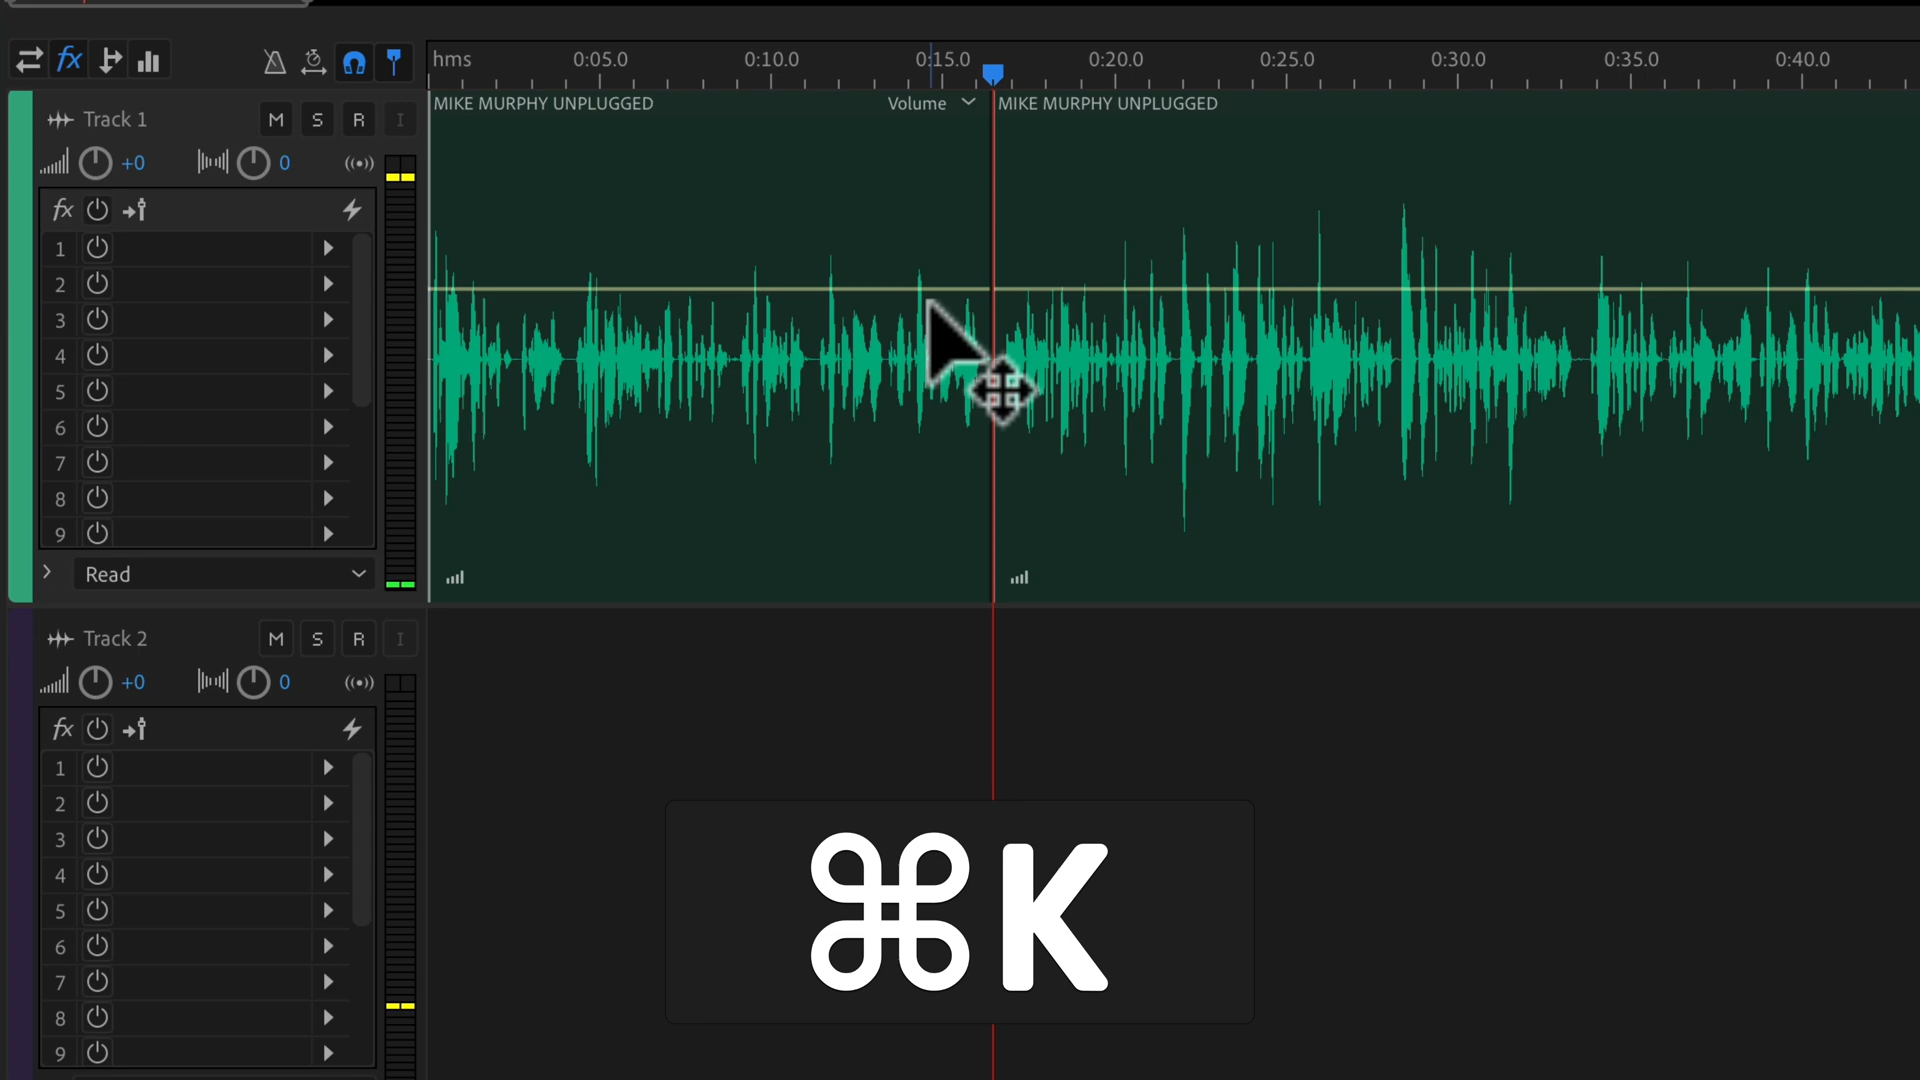 hms 0:05.0 0:10.0 0:15.0 0:20.0 0:25.0 0:30.0 0:35.0 0:40.0
MIKE MURPHY UNPLUGGED Volume MIKE MURPHY UNPLUGGED
Track 1 M S R I
+0 0
fx
1
2
3
4
5
6
7
8
9
Read
Track 2 M S R I
+0 0
fx
1
2
3
4
5
6
7
8
9
⌘K